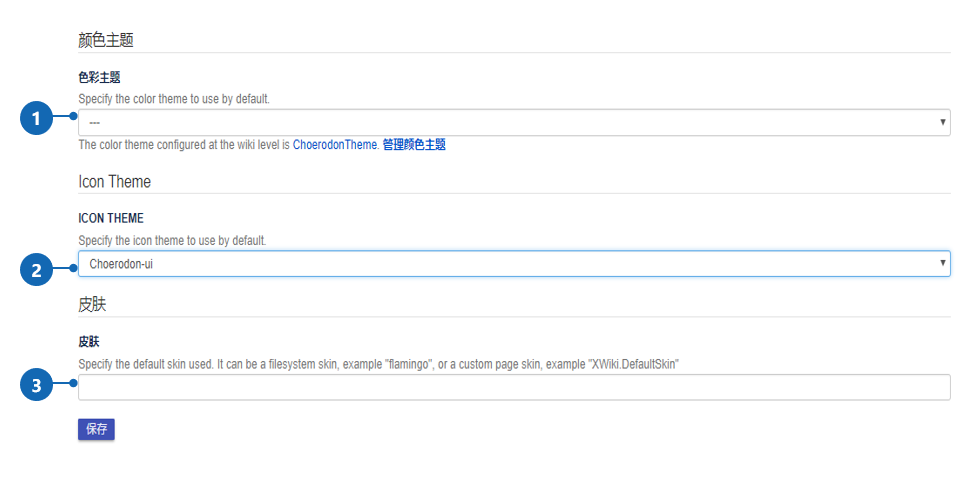 颜色主题
色彩主题
Specify the color theme to use by default.
1
---
The color theme configured at the wiki level is ChoerodonTheme. 管理颜色主题
Icon Theme
ICON THEME
Specify the icon theme to use by default.
2
Choerodon-ui
皮肤
皮肤
Specify the default skin used. It can be a filesystem skin, example "flamingo", or a custom page skin, example "XWiki.DefaultSkin"
3
保存